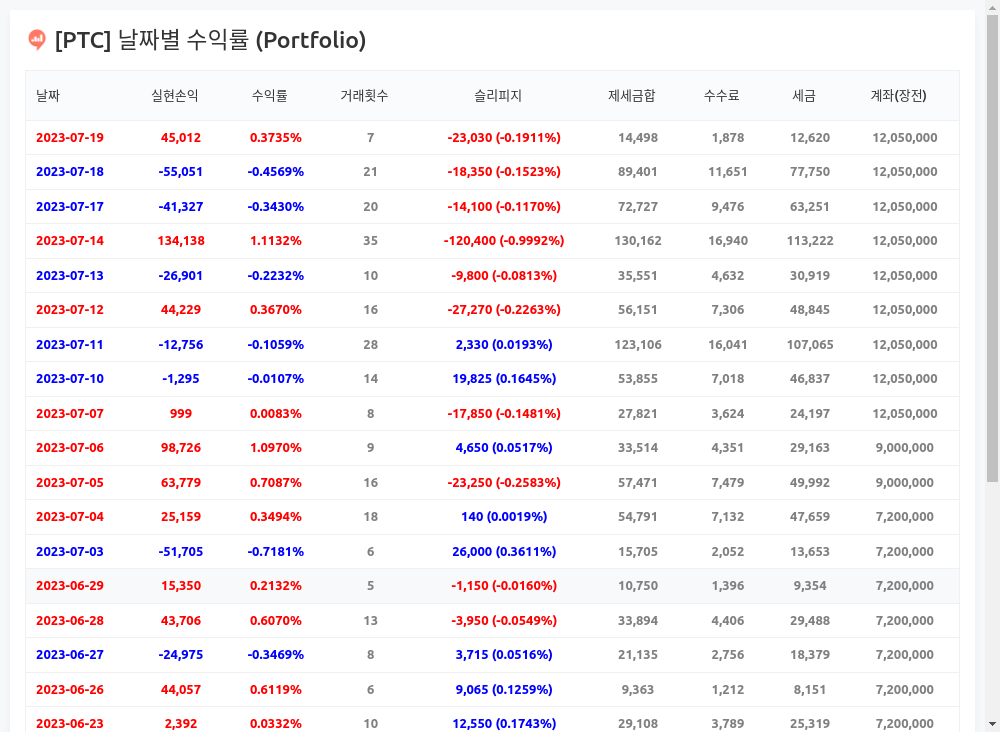 [PTC] 날짜별 수익률 (Portfolio)
날짜 실현손익 수익률 거래횟수 슬리피지 제세금합 수수료 세금 계좌(장전)
2023-07-19 45,012 0.3735% 7 -23,030 (-0.1911%) 14,498 1,878 12,620 12,050,000
2023-07-18 -55,051 -0.4569% 21 -18,350 (-0.1523%) 89,401 11,651 77,750 12,050,000
2023-07-17 -41,327 -0.3430% 20 -14,100 (-0.1170%) 72,727 9,476 63,251 12,050,000
2023-07-14 134,138 1.1132% 35 -120,400 (-0.9992%) 130,162 16,940 113,222 12,050,000
2023-07-13 -26,901 -0.2232% 10 -9,800 (-0.0813%) 35,551 4,632 30,919 12,050,000
2023-07-12 44,229 0.3670% 16 -27,270 (-0.2263%) 56,151 7,306 48,845 12,050,000
2023-07-11 -12,756 -0.1059% 28 2,330 (0.0193%) 123,106 16,041 107,065 12,050,000
2023-07-10 -1,295 -0.0107% 14 19,825 (0.1645%) 53,855 7,018 46,837 12,050,000
2023-07-07 999 0.0083% 8 -17,850 (-0.1481%) 27,821 3,624 24,197 12,050,000
2023-07-06 98,726 1.0970% 9 4,650 (0.0517%) 33,514 4,351 29,163 9,000,000
2023-07-05 63,779 0.7087% 16 -23,250 (-0.2583%) 57,471 7,479 49,992 9,000,000
2023-07-04 25,159 0.3494% 18 140 (0.0019%) 54,791 7,132 47,659 7,200,000
2023-07-03 -51,705 -0.7181% 6 26,000 (0.3611%) 15,705 2,052 13,653 7,200,000
2023-06-29 15,350 0.2132% 5 -1,150 (-0.0160%) 10,750 1,396 9,354 7,200,000
2023-06-28 43,706 0.6070% 13 -3,950 (-0.0549%) 33,894 4,406 29,488 7,200,000
2023-06-27 -24,975 -0.3469% 8 3,715 (0.0516%) 21,135 2,756 18,379 7,200,000
2023-06-26 44,057 0.6119% 6 9,065 (0.1259%) 9,363 1,212 8,151 7,200,000
2023-06-23 2,392 0.0332% 10 12,550 (0.1743%) 29,108 3,789 25,319 7,200,000